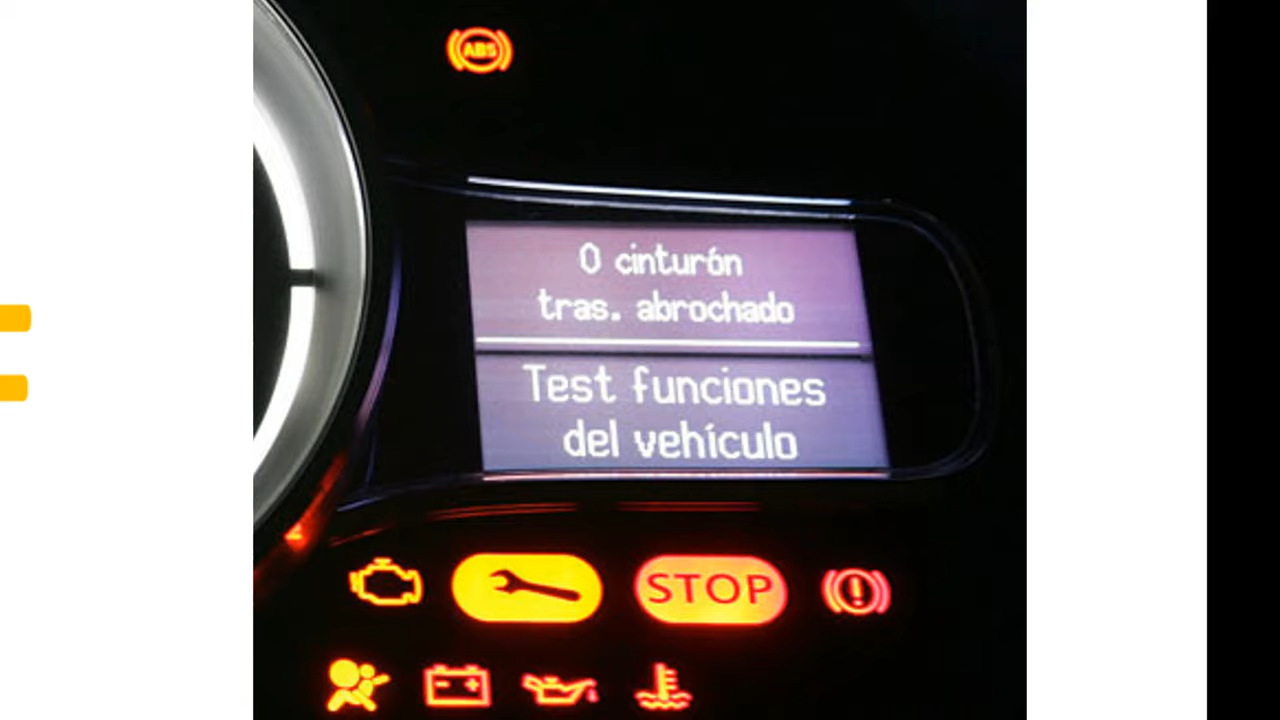 ABS
0 cinturón
tras. abrochado
Test funciones
del vehículo
STOP